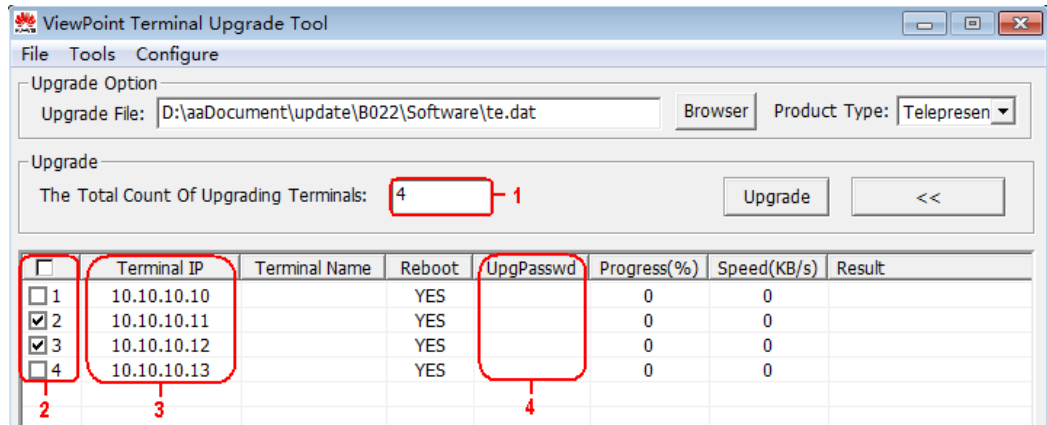 ViewPoint Terminal Upgrade Tool
File Tools Configure
Upgrade Option
Upgrade File: D:\aaDocument\update\B022\Software\te.dat Browser Product Type: Telepresen
Upgrade
The Total Count Of Upgrading Terminals: 4 1 Upgrade <<
Terminal IP Terminal Name Reboot UpgPasswd Progress(%) Speed(KB/s) Result
1 10.10.10.10 YES 0 0
2 10.10.10.11 YES 0 0
3 10.10.10.12 YES 0 0
4 10.10.10.13 YES 0 0
2 3 4